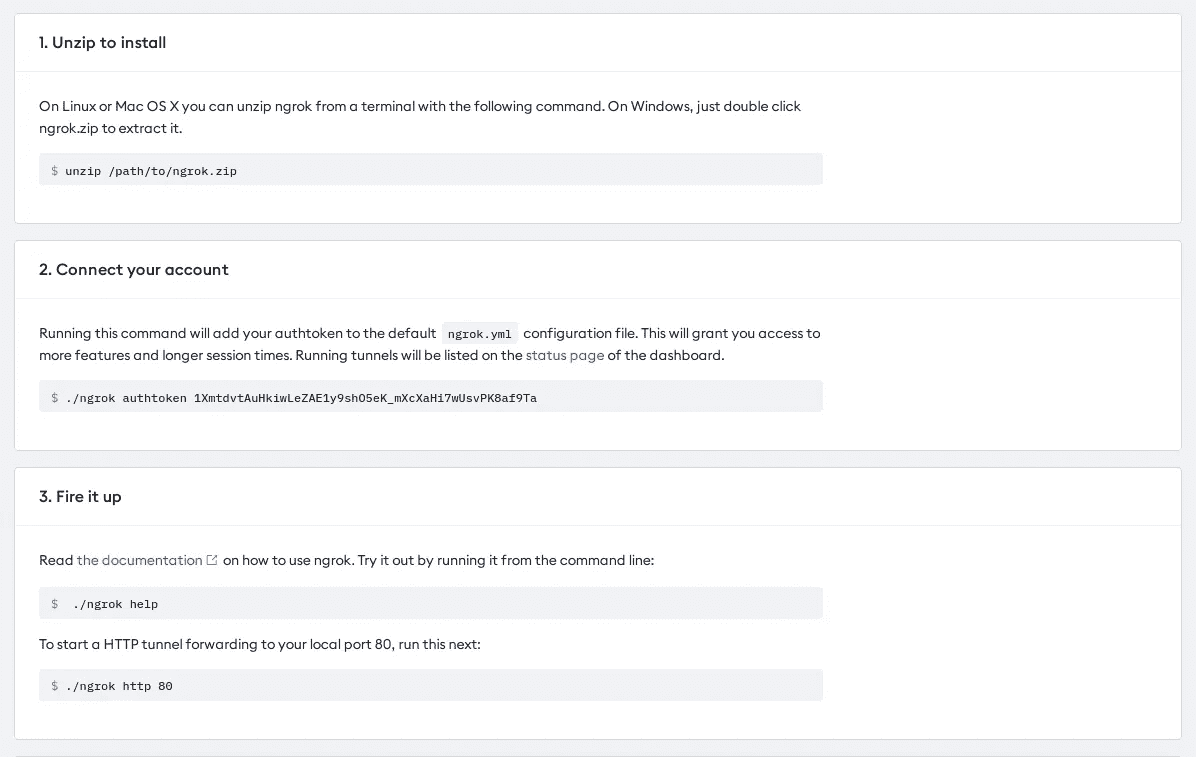 1. Unzip to install
On Linux or Mac OS X you can unzip ngrok from a terminal with the following command. On Windows, just double click
ngrok.zip to extract it.
$ unzip /path/to/ngrok.zip
2. Connect your account
Running this command will add your authtoken to the default ngrok.yml configuration file. This will grant you access to
more features and longer session times. Running tunnels will be listed on the status page of the dashboard.
$ ./ngrok authtoken 1XmtdvtAuHkiwLeZAE1y9shO5eK_mXcXaHi7wUsvPK8af9Ta
3. Fire it up
Read the documentation on how to use ngrok. Try it out by running it from the command line:
$ ./ngrok help
To start a HTTP tunnel forwarding to your local port 80, run this next:
$ ./ngrok http 80